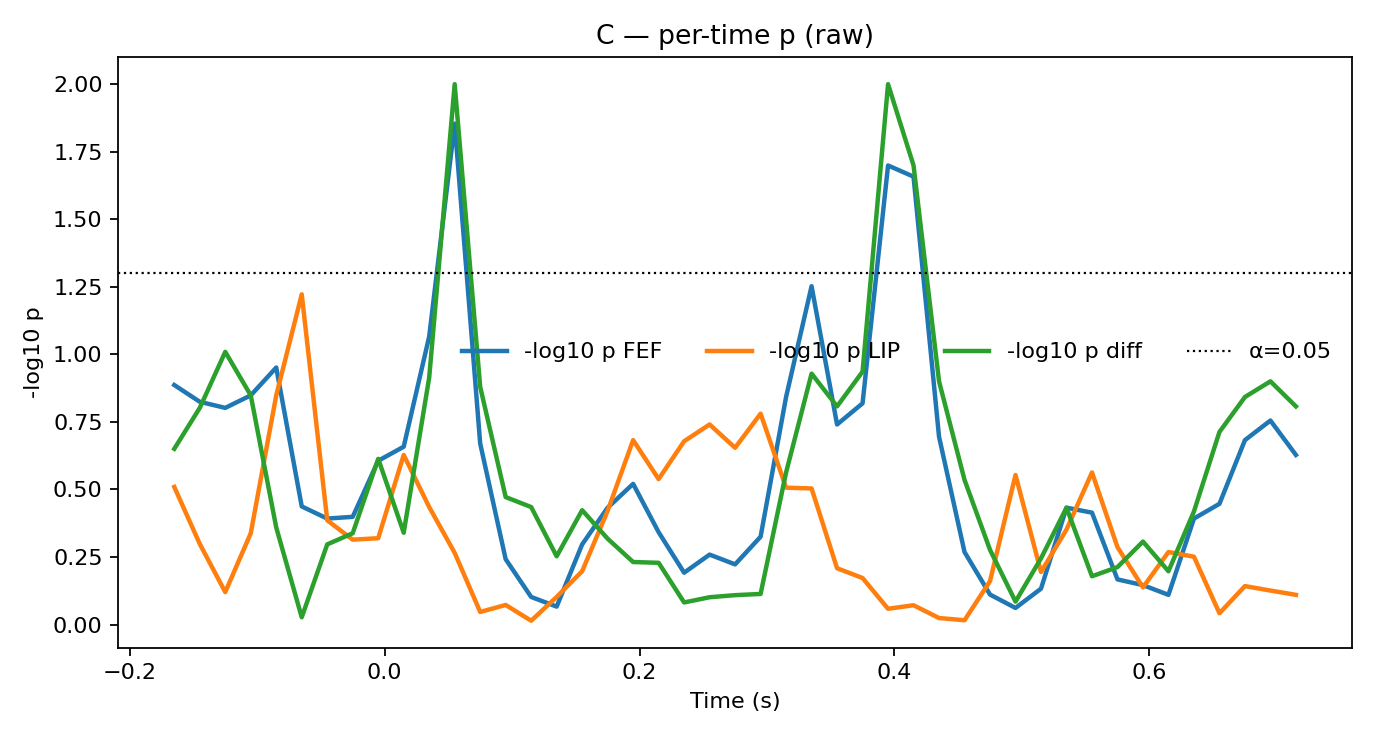 C — per-time p (raw)
-log10 p
2.00
1.75
1.50
1.25
1.00
0.75
0.50
0.25
0.00
-log10 p FEF -log10 p LIP -log10 p diff α=0.05
−0.2 0.0 0.2 0.4 0.6
Time (s)